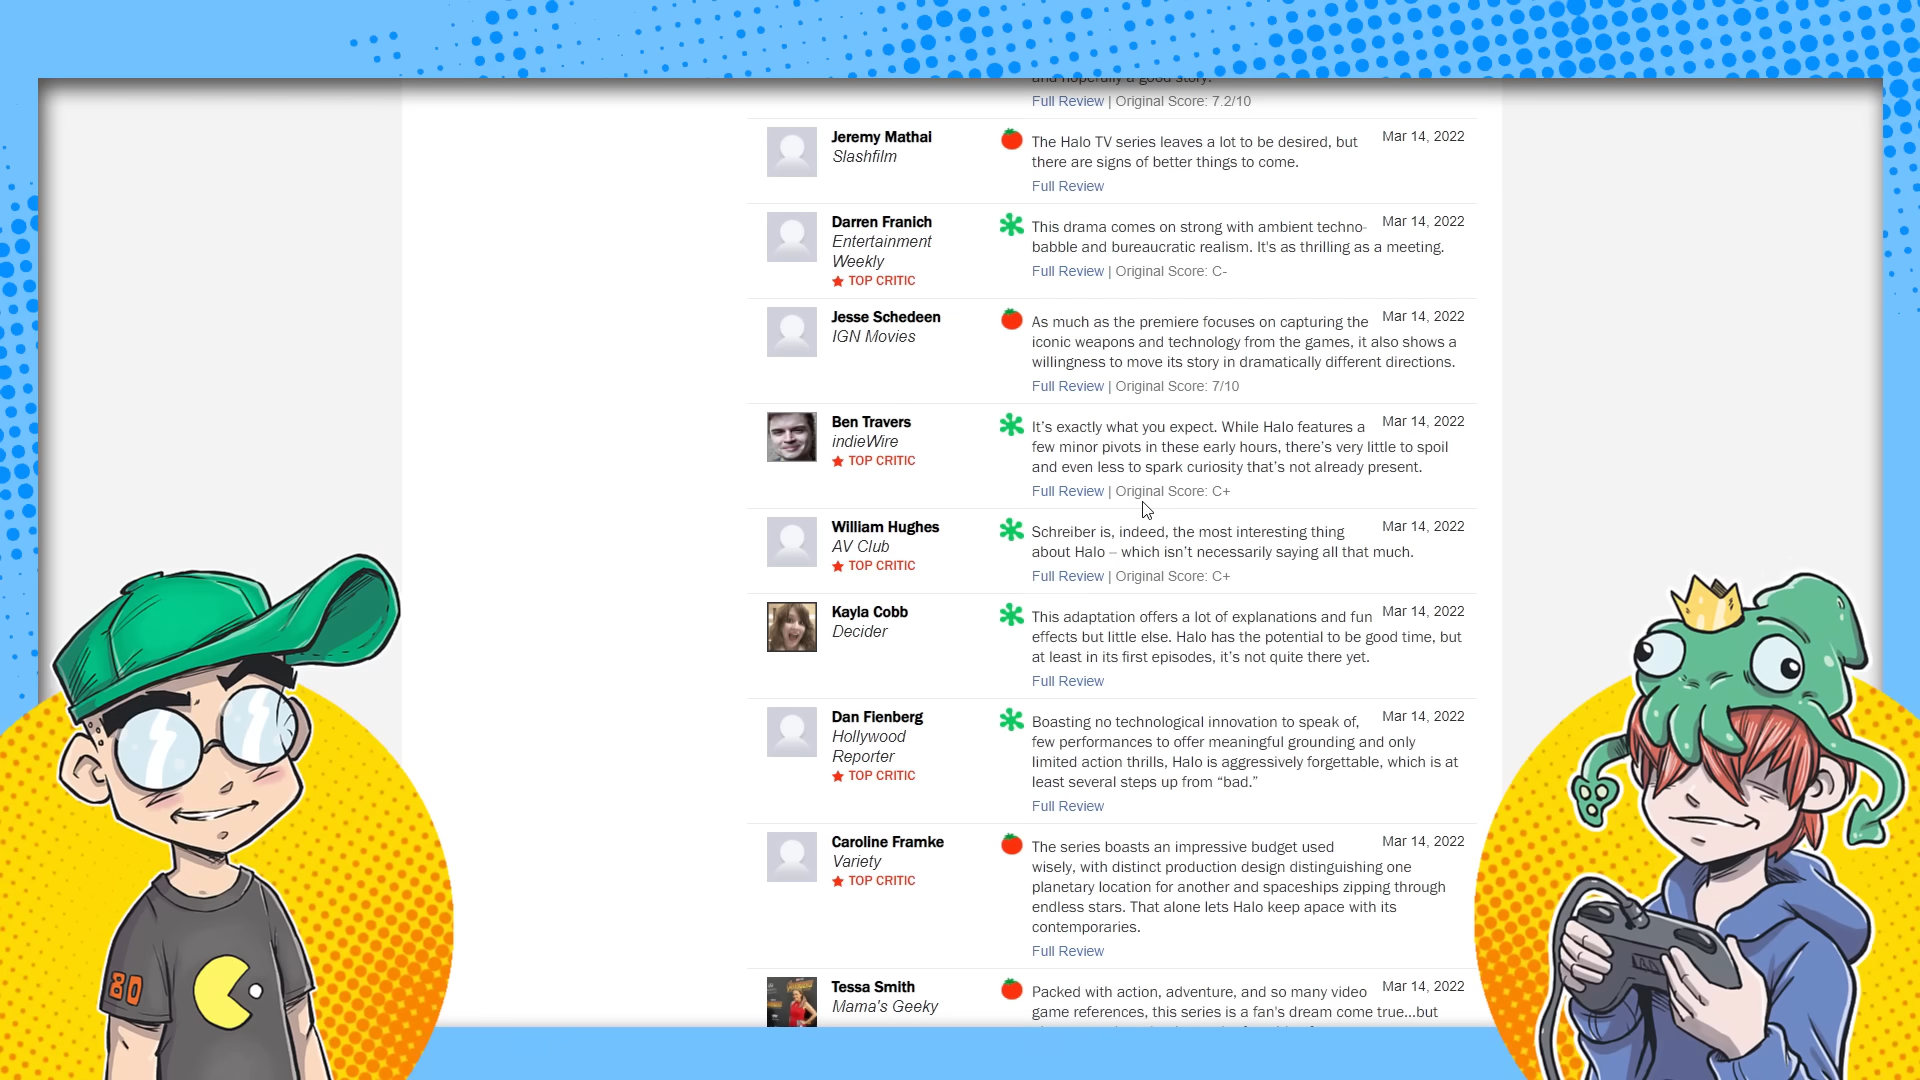 and hopefully a good story.
Full Review | Original Score: 7.2/10
Jeremy Mathai
Slashfilm
The Halo TV series leaves a lot to be desired, but
there are signs of better things to come.
Full Review
Mar 14, 2022
Darren Franich
Entertainment
Weekly
TOP CRITIC
This drama comes on strong with ambient techno-
babble and bureaucratic realism. It's as thrilling as a meeting.
Full Review | Original Score: C-
Mar 14, 2022
Jesse Schedeen
IGN Movies
As much as the premiere focuses on capturing the
iconic weapons and technology from the games, it also shows a
willingness to move its story in dramatically different directions.
Full Review | Original Score: 7/10
Mar 14, 2022
Ben Travers
indieWire
TOP CRITIC
It’s exactly what you expect. While Halo features a
few minor pivots in these early hours, there’s very little to spoil
and even less to spark curiosity that’s not already present.
Full Review | Original Score: C+
Mar 14, 2022
William Hughes
AV Club
TOP CRITIC
Schreiber is, indeed, the most interesting thing
about Halo – which isn’t necessarily saying all that much.
Full Review | Original Score: C+
Mar 14, 2022
Kayla Cobb
Decider
This adaptation offers a lot of explanations and fun
effects but little else. Halo has the potential to be good time, but
at least in its first episodes, it’s not quite there yet.
Full Review
Mar 14, 2022
Dan Fienberg
Hollywood
Reporter
TOP CRITIC
Boasting no technological innovation to speak of,
few performances to offer meaningful grounding and only
limited action thrills, Halo is aggressively forgettable, which is at
least several steps up from “bad.”
Full Review
Mar 14, 2022
Caroline Framke
Variety
TOP CRITIC
The series boasts an impressive budget used
wisely, with distinct production design distinguishing one
planetary location for another and spaceships zipping through
endless stars. That alone lets Halo keep apace with its
contemporaries.
Full Review
Mar 14, 2022
Tessa Smith
Mama's Geeky
Packed with action, adventure, and so many video
game references, this series is a fan's dream come true...but
Mar 14, 2022
80